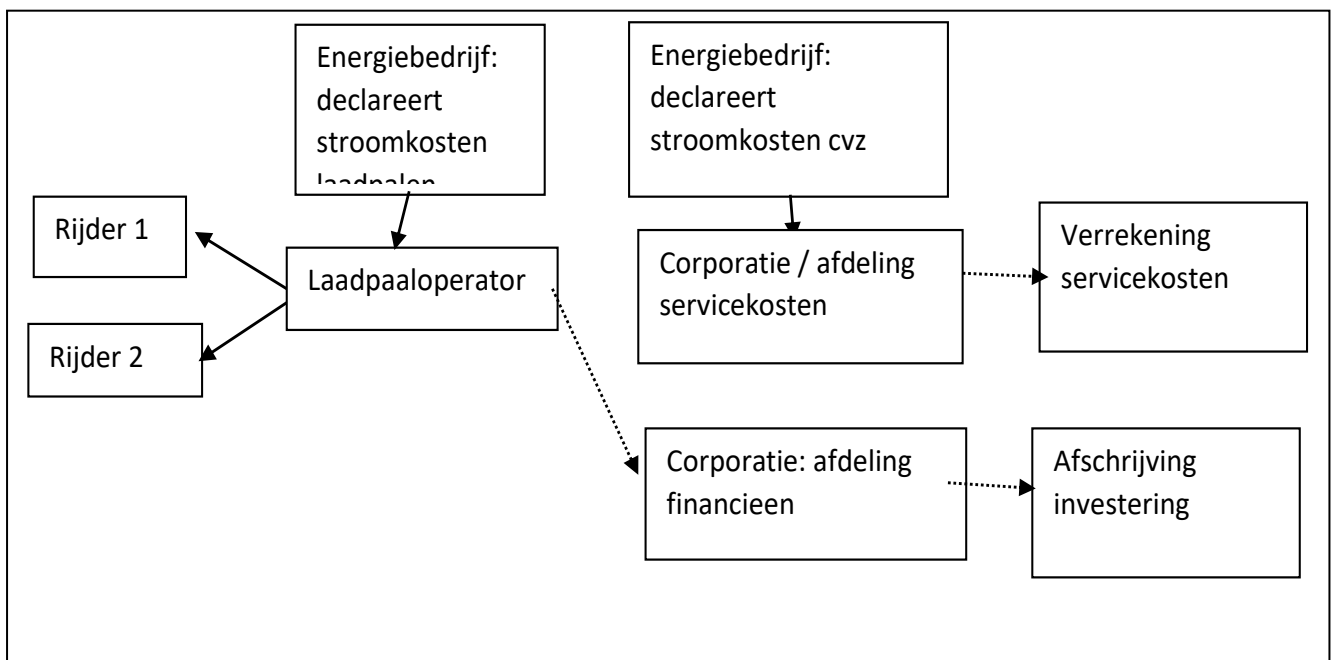 Energiebedrijf:
declareert
stroomkosten
laadpalen
Energiebedrijf:
declareert
stroomkosten cvz
Rijder 1
Laadpaaloperator
Rijder 2
Corporatie / afdeling
servicekosten
Verrekening
servicekosten
Corporatie: afdeling
financieen
Afschrijving
investering